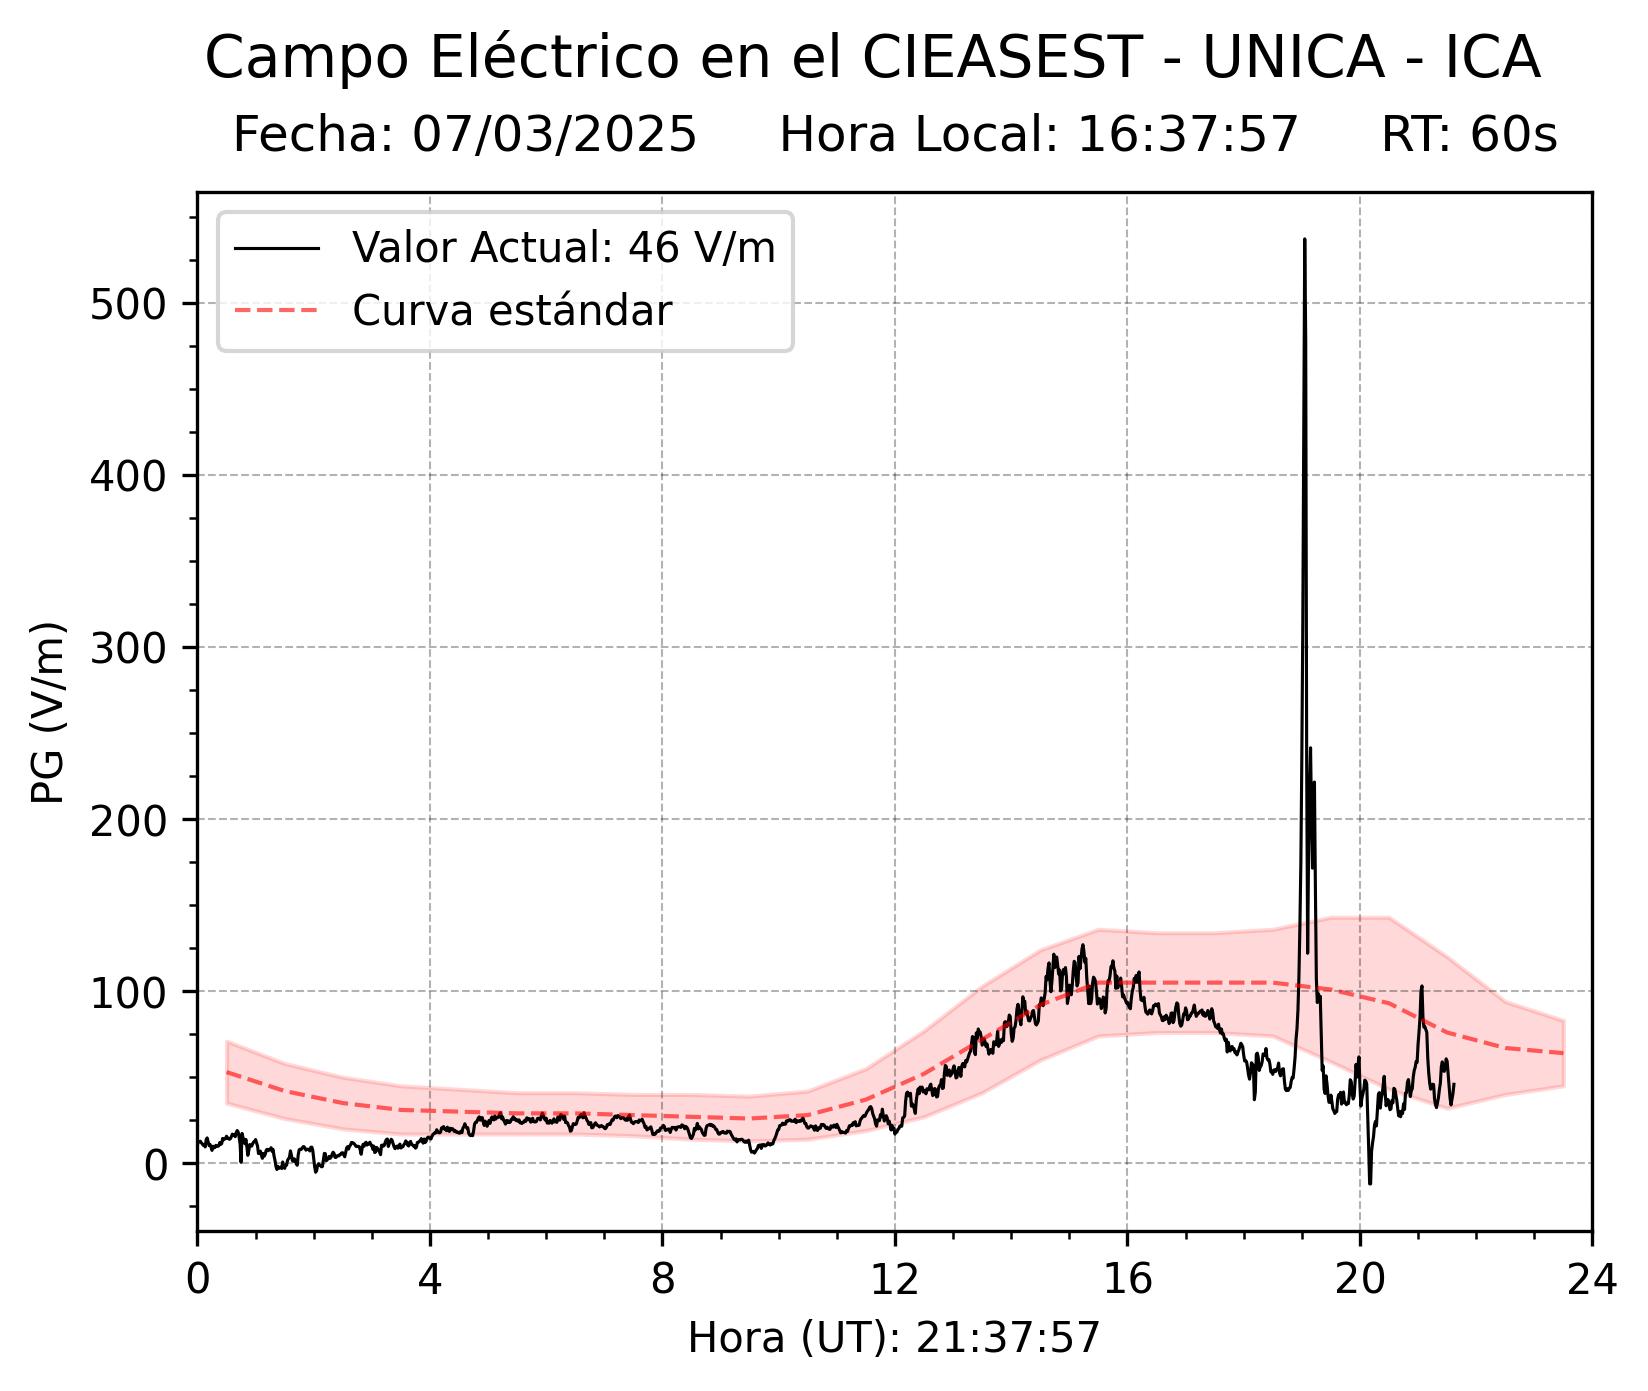 Campo Eléctrico en el CIEASEST - UNICA - ICA
Fecha: 07/03/2025 Hora Local: 16:37:57 RT: 60s
Valor Actual: 46 V/m
Curva estándar
PG (V/m)
500
400
300
200
100
0
0 4 8 12 16 20 24
Hora (UT): 21:37:57